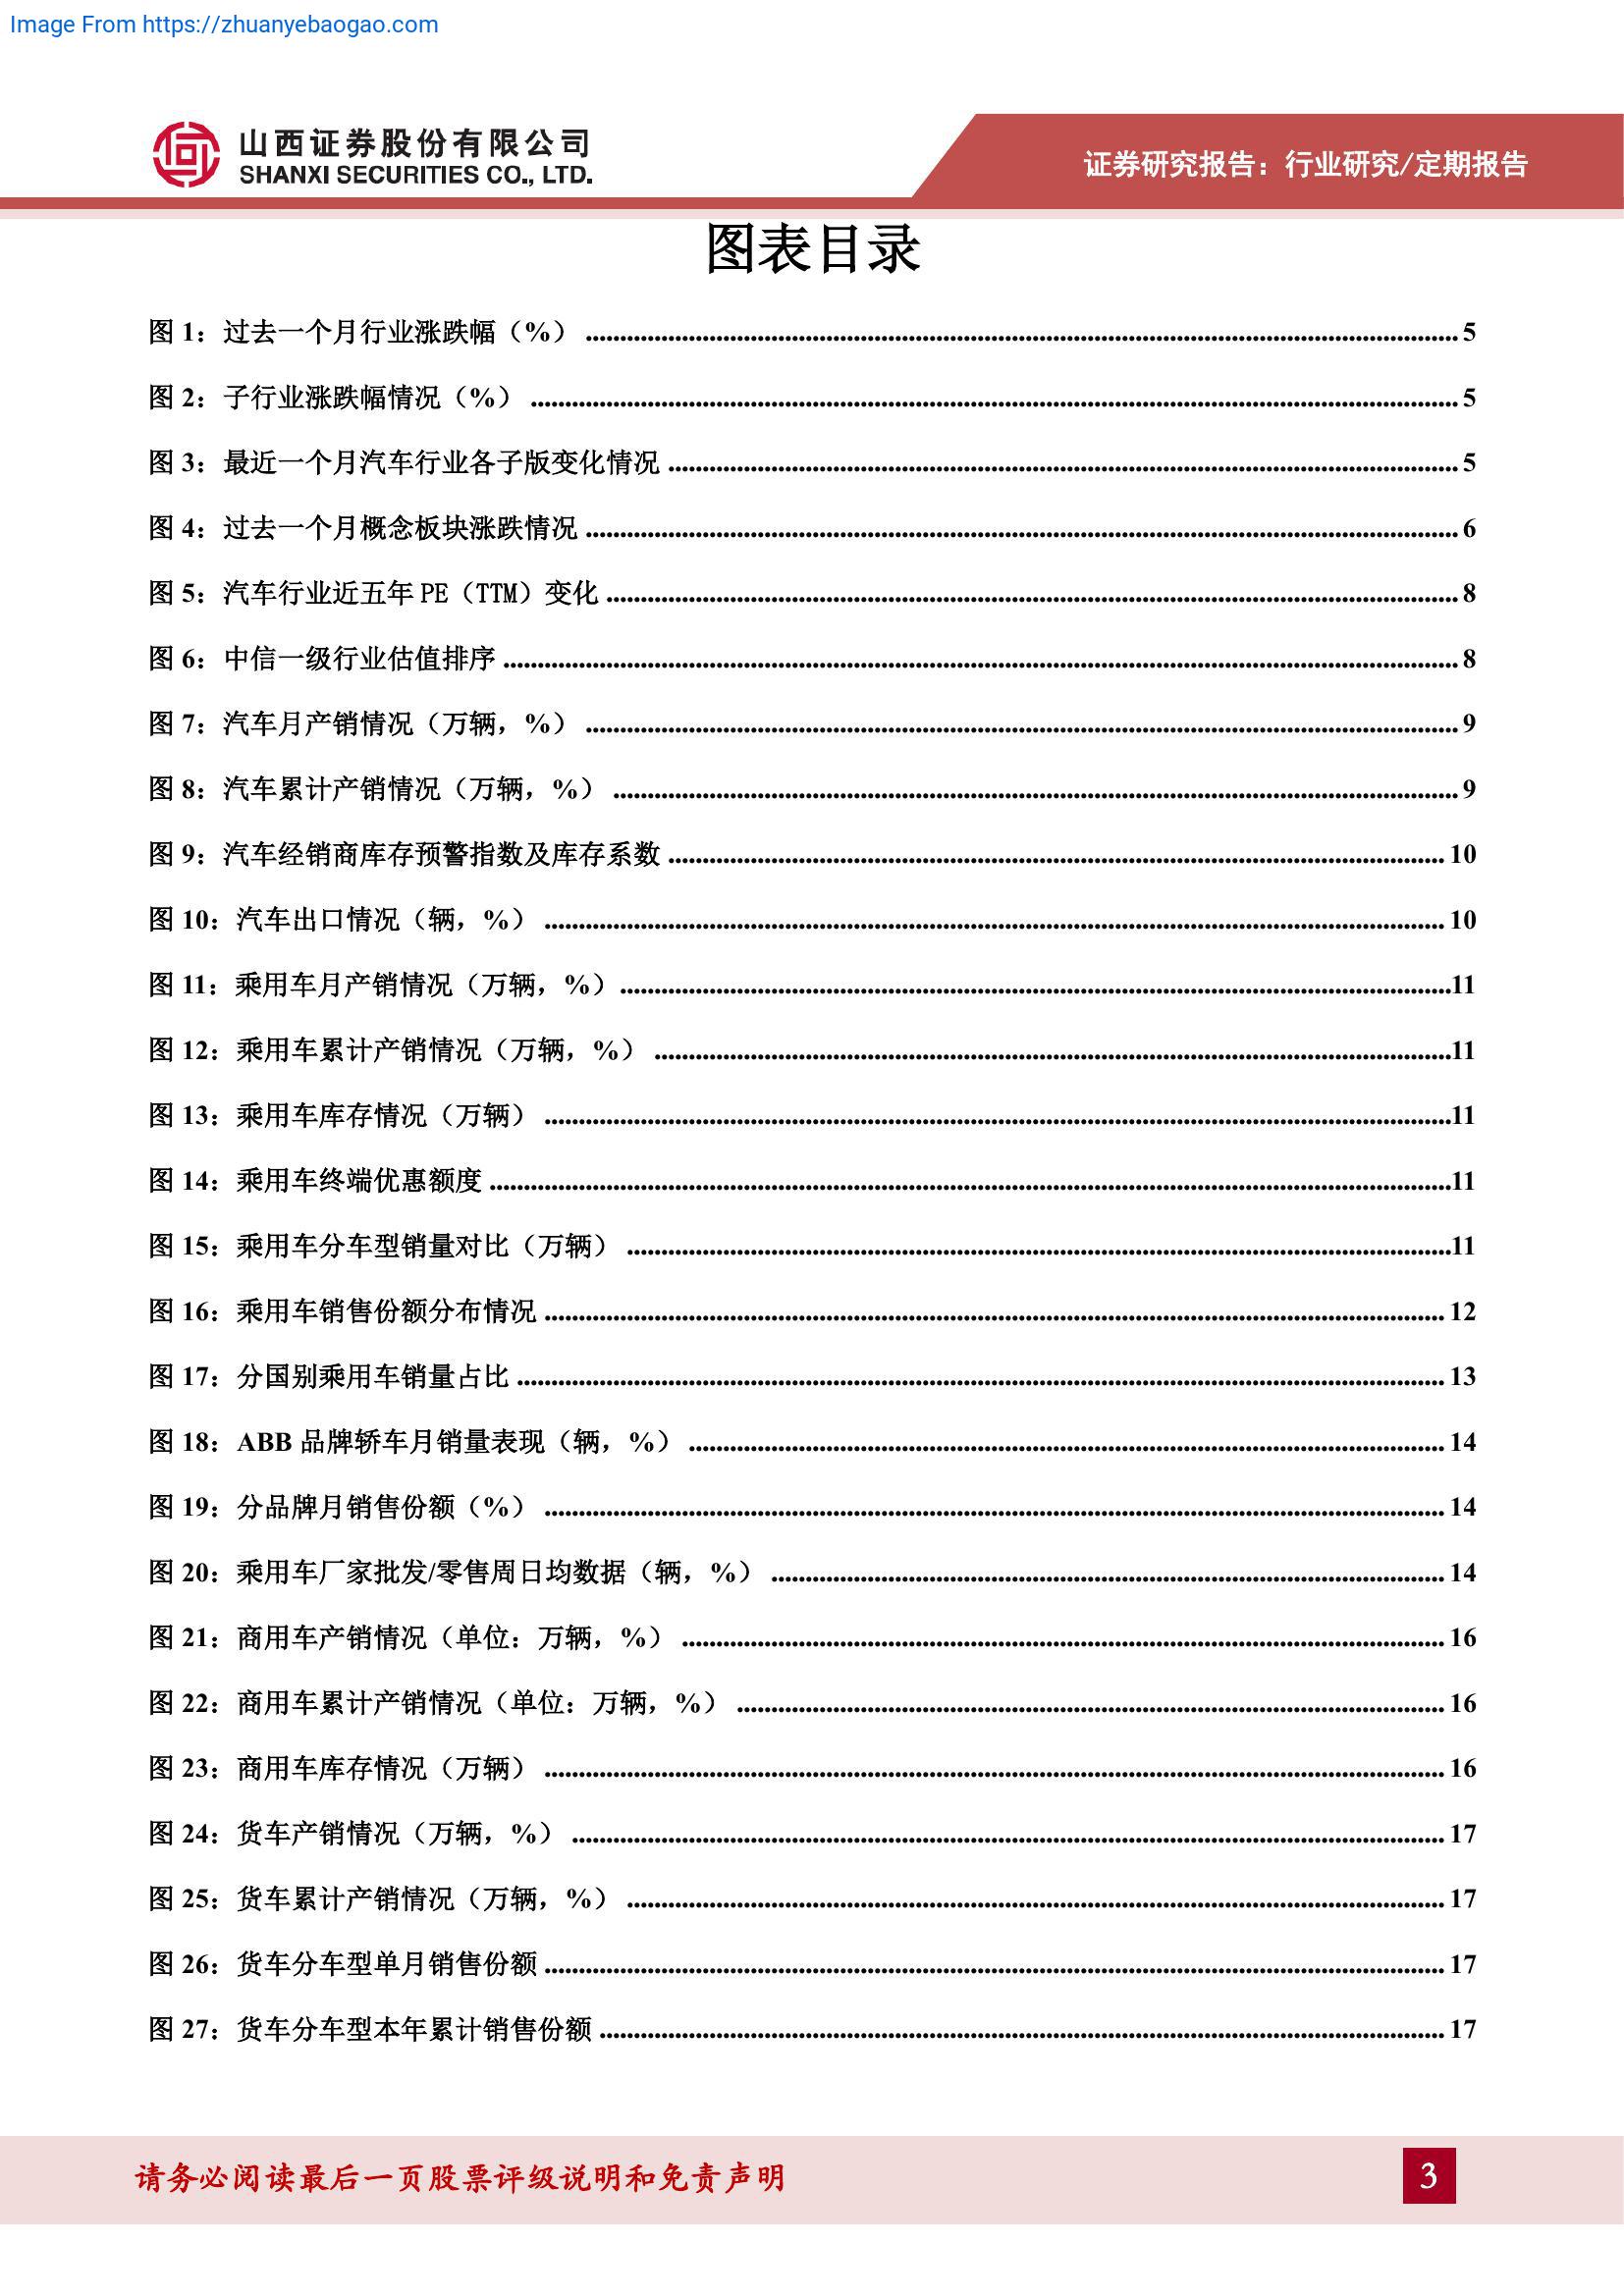 Image From https://zhuanyebaogao.com
山西证券股份有限公司
SHANXI SECURITIES CO., LTD.
证券研究报告：行业研究/定期报告
图表目录
图 1：过去一个月行业涨跌幅（%） ........ 5
图 2：子行业涨跌幅情况（%） ........ 5
图 3：最近一个月汽车行业各子版变化情况 ........ 5
图 4：过去一个月概念板块涨跌情况 ........ 6
图 5：汽车行业近五年 PE（TTM）变化 ........ 8
图 6：中信一级行业估值排序 ........ 8
图 7：汽车月产销情况（万辆，%） ........ 9
图 8：汽车累计产销情况（万辆，%） ........ 9
图 9：汽车经销商库存预警指数及库存系数 ........ 10
图 10：汽车出口情况（辆，%） ........ 10
图 11：乘用车月产销情况（万辆，%） ........ 11
图 12：乘用车累计产销情况（万辆，%） ........ 11
图 13：乘用车库存情况（万辆） ........ 11
图 14：乘用车终端优惠额度 ........ 11
图 15：乘用车分车型销量对比（万辆） ........ 11
图 16：乘用车销售份额分布情况 ........ 12
图 17：分国别乘用车销量占比 ........ 13
图 18：ABB 品牌轿车月销量表现（辆，%） ........ 14
图 19：分品牌月销售份额（%） ........ 14
图 20：乘用车厂家批发/零售周日均数据（辆，%） ........ 14
图 21：商用车产销情况（单位：万辆，%） ........ 16
图 22：商用车累计产销情况（单位：万辆，%） ........ 16
图 23：商用车库存情况（万辆） ........ 16
图 24：货车产销情况（万辆，%） ........ 17
图 25：货车累计产销情况（万辆，%） ........ 17
图 26：货车分车型单月销售份额 ........ 17
图 27：货车分车型本年累计销售份额 ........ 17
请务必阅读最后一页股票评级说明和免责声明
3